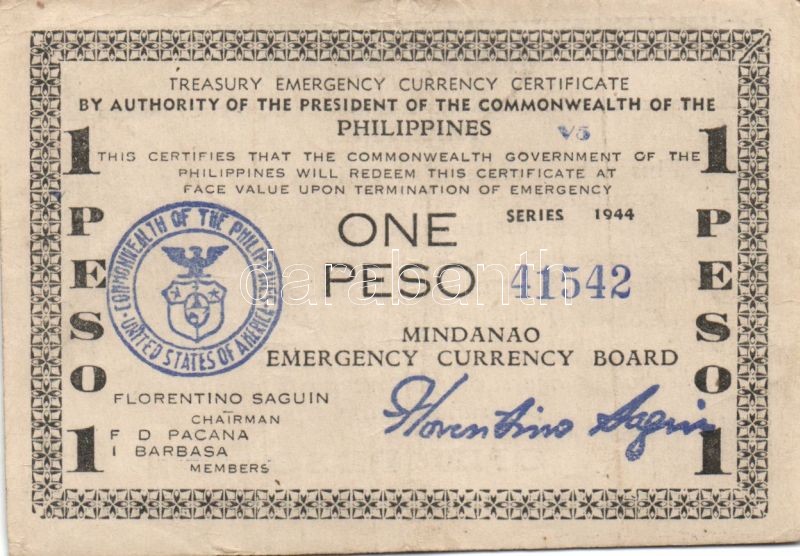 TREASURY EMERGENCY CURRENCY CERTIFICATE
BY AUTHORITY OF THE PRESIDENT OF THE COMMONWEALTH OF THE
PHILIPPINES
V5
THIS CERTIFIES THAT THE COMMONWEALTH GOVERNMENT OF THE
PHILIPPINES WILL REDEEM THIS CERTIFICATE AT
FACE VALUE UPON TERMINATION OF EMERGENCY
SERIES 1944
ONE
PESO 41542
MINDANAO
EMERGENCY CURRENCY BOARD
1 PESO 1
1 PESO 1
COMMONWEALTH OF THE PHILIPPINES
UNITED STATES OF AMERICA
FLORENTINO SAGUIN
CHAIRMAN
F D PACANA
I BARBASA
MEMBERS
Florentino Saguin
darabanth